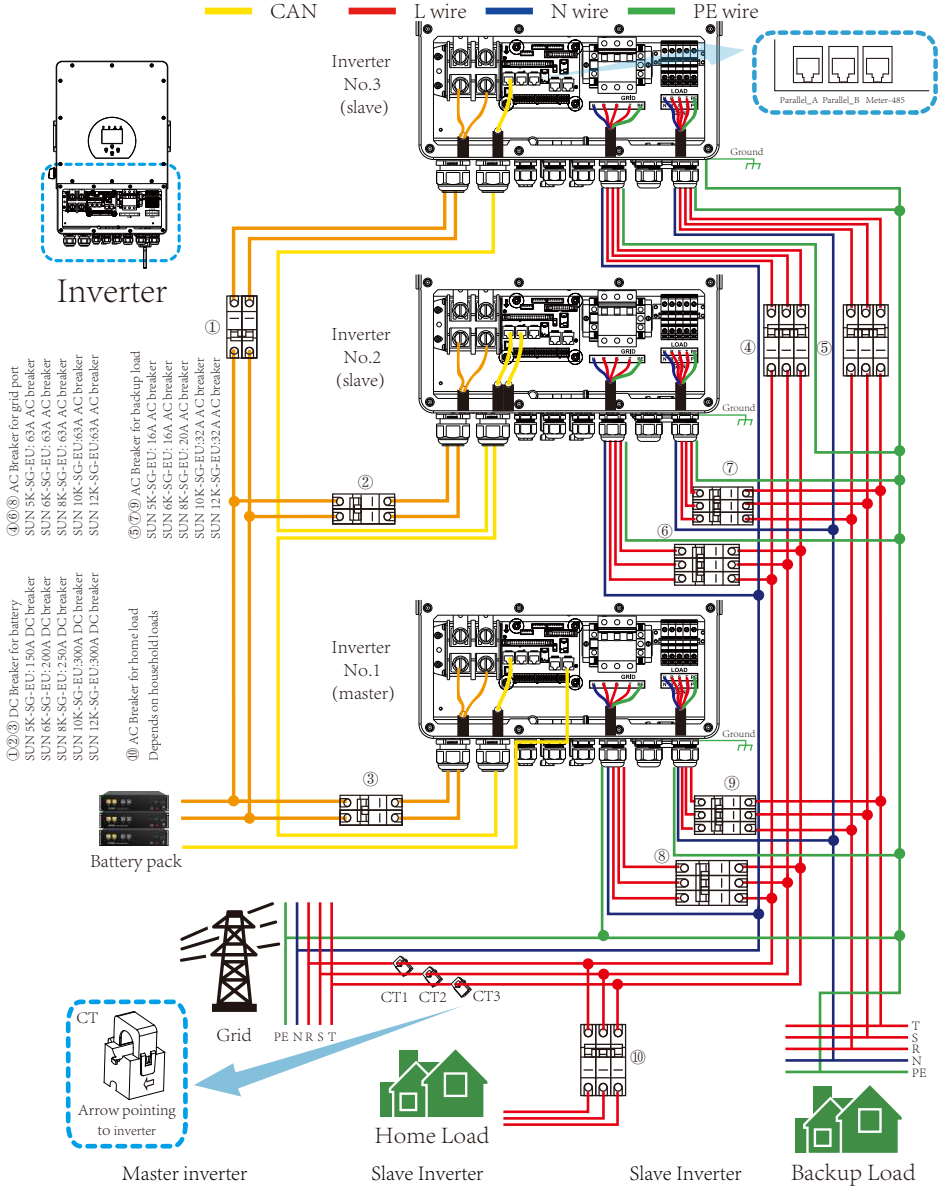 CAN
L wire
N wire
PE wire
Inverter
No.3
(slave)
GRID
LOAD
Ground
Parallel_A
Parallel_B
Meter-485
Inverter
①
Inverter
No.2
(slave)
GRID
LOAD
Ground
④
⑤
④⑥⑧ AC Breaker for grid port
SUN 5K-SG-EU: 63A AC breaker
SUN 6K-SG-EU: 63A AC breaker
SUN 8K-SG-EU: 63A AC breaker
SUN 10K-SG-EU:63A AC breaker
SUN 12K-SG-EU:63A AC breaker
⑤⑦⑨ AC Breaker for backup load
SUN 5K-SG-EU: 16A AC breaker
SUN 6K-SG-EU: 16A AC breaker
SUN 8K-SG-EU: 20A AC breaker
SUN 10K-SG-EU:32A AC breaker
SUN 12K-SG-EU:32A AC breaker
②
⑦
⑥
①②③ DC Breaker for battery
SUN 5K-SG-EU: 150A DC breaker
SUN 6K-SG-EU: 200A DC breaker
SUN 8K-SG-EU: 250A DC breaker
SUN 10K-SG-EU:300A DC breaker
SUN 12K-SG-EU:300A DC breaker
⑩ AC Breaker for home load
Depends on household loads
Inverter
No.1
(master)
GRID
LOAD
Ground
③
⑨
⑧
Battery pack
CT1
CT2
CT3
Grid
PE N R S T
CT
Arrow pointing
to inverter
⑩
Home Load
T
S
R
N
PE
Backup Load
Master inverter
Slave Inverter
Slave Inverter